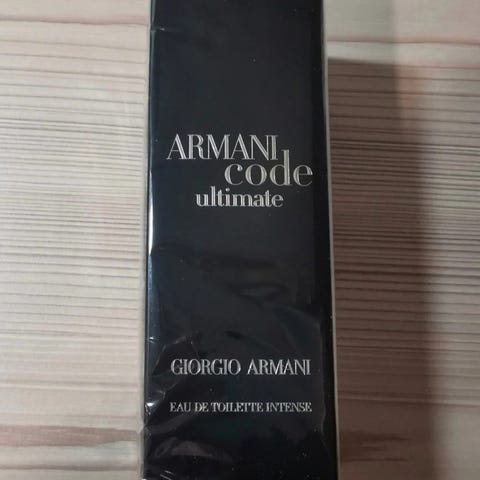 ARMANI
code
ultimate
GIORGIO ARMANI
EAU DE TOILETTE INTENSE